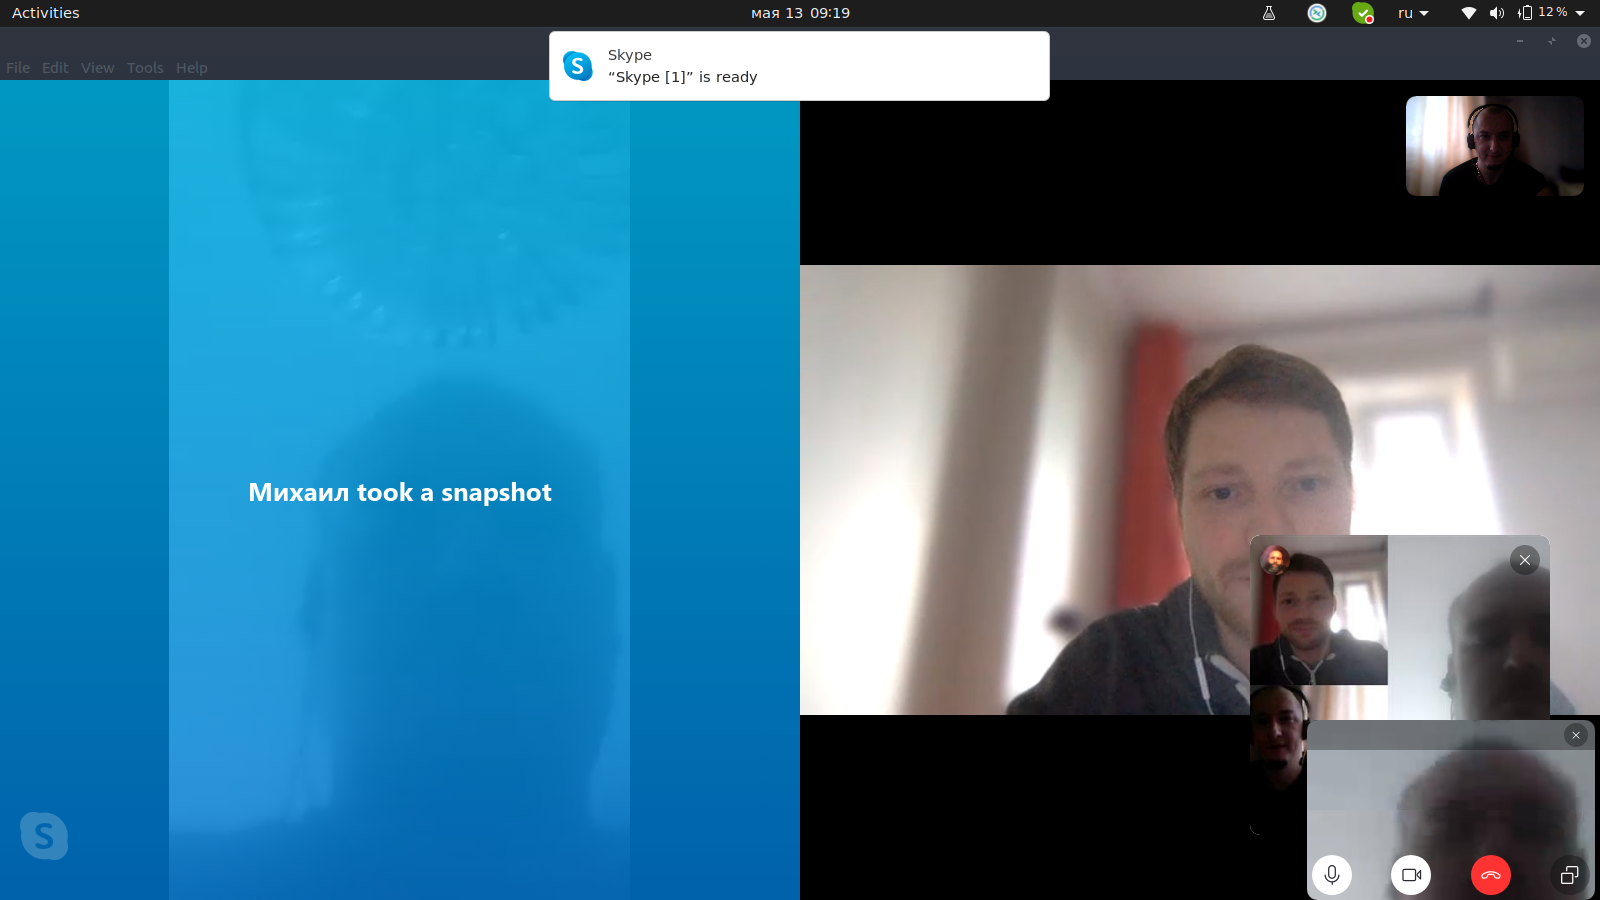 Activities
мая 13 09:19
ru
12 %
File Edit View Tools Help
Skype
“Skype [1]” is ready
Михаил took a snapshot